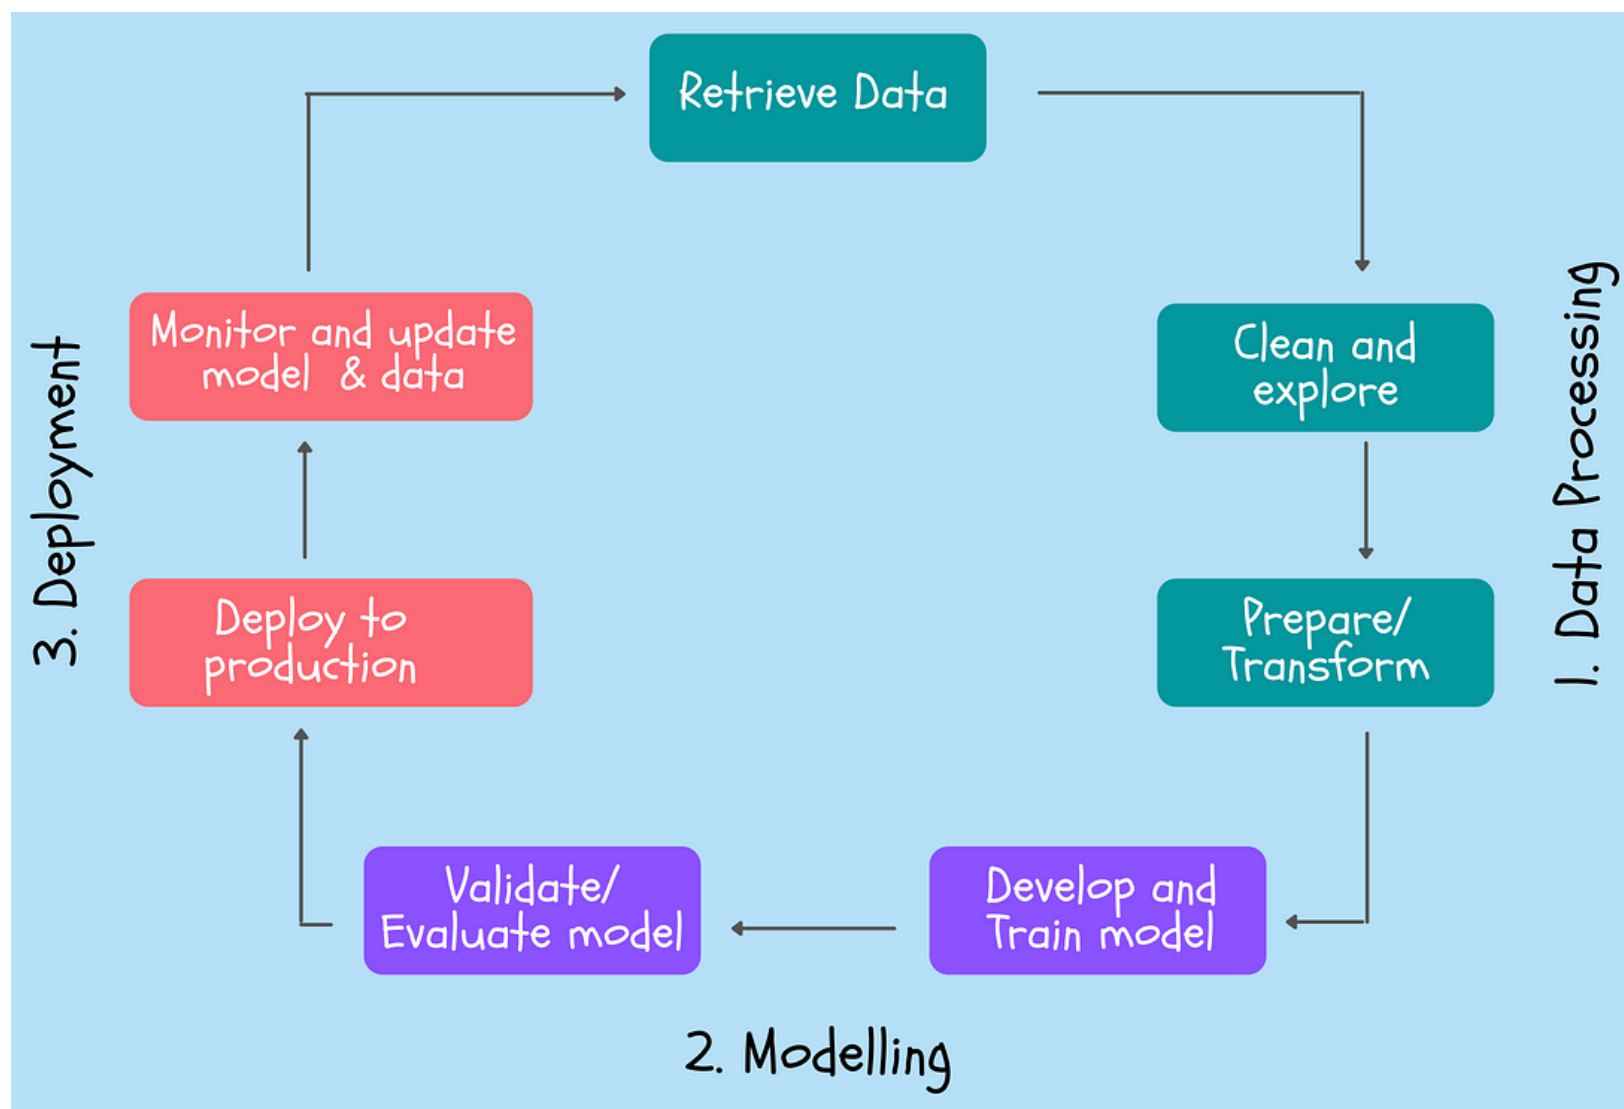 Retrieve Data
Clean and
explore
Prepare/
Transform
1. Data Processing
Develop and
Train model
Validate/
Evaluate model
2. Modelling
Deploy to
production
Monitor and update
model & data
3. Deployment